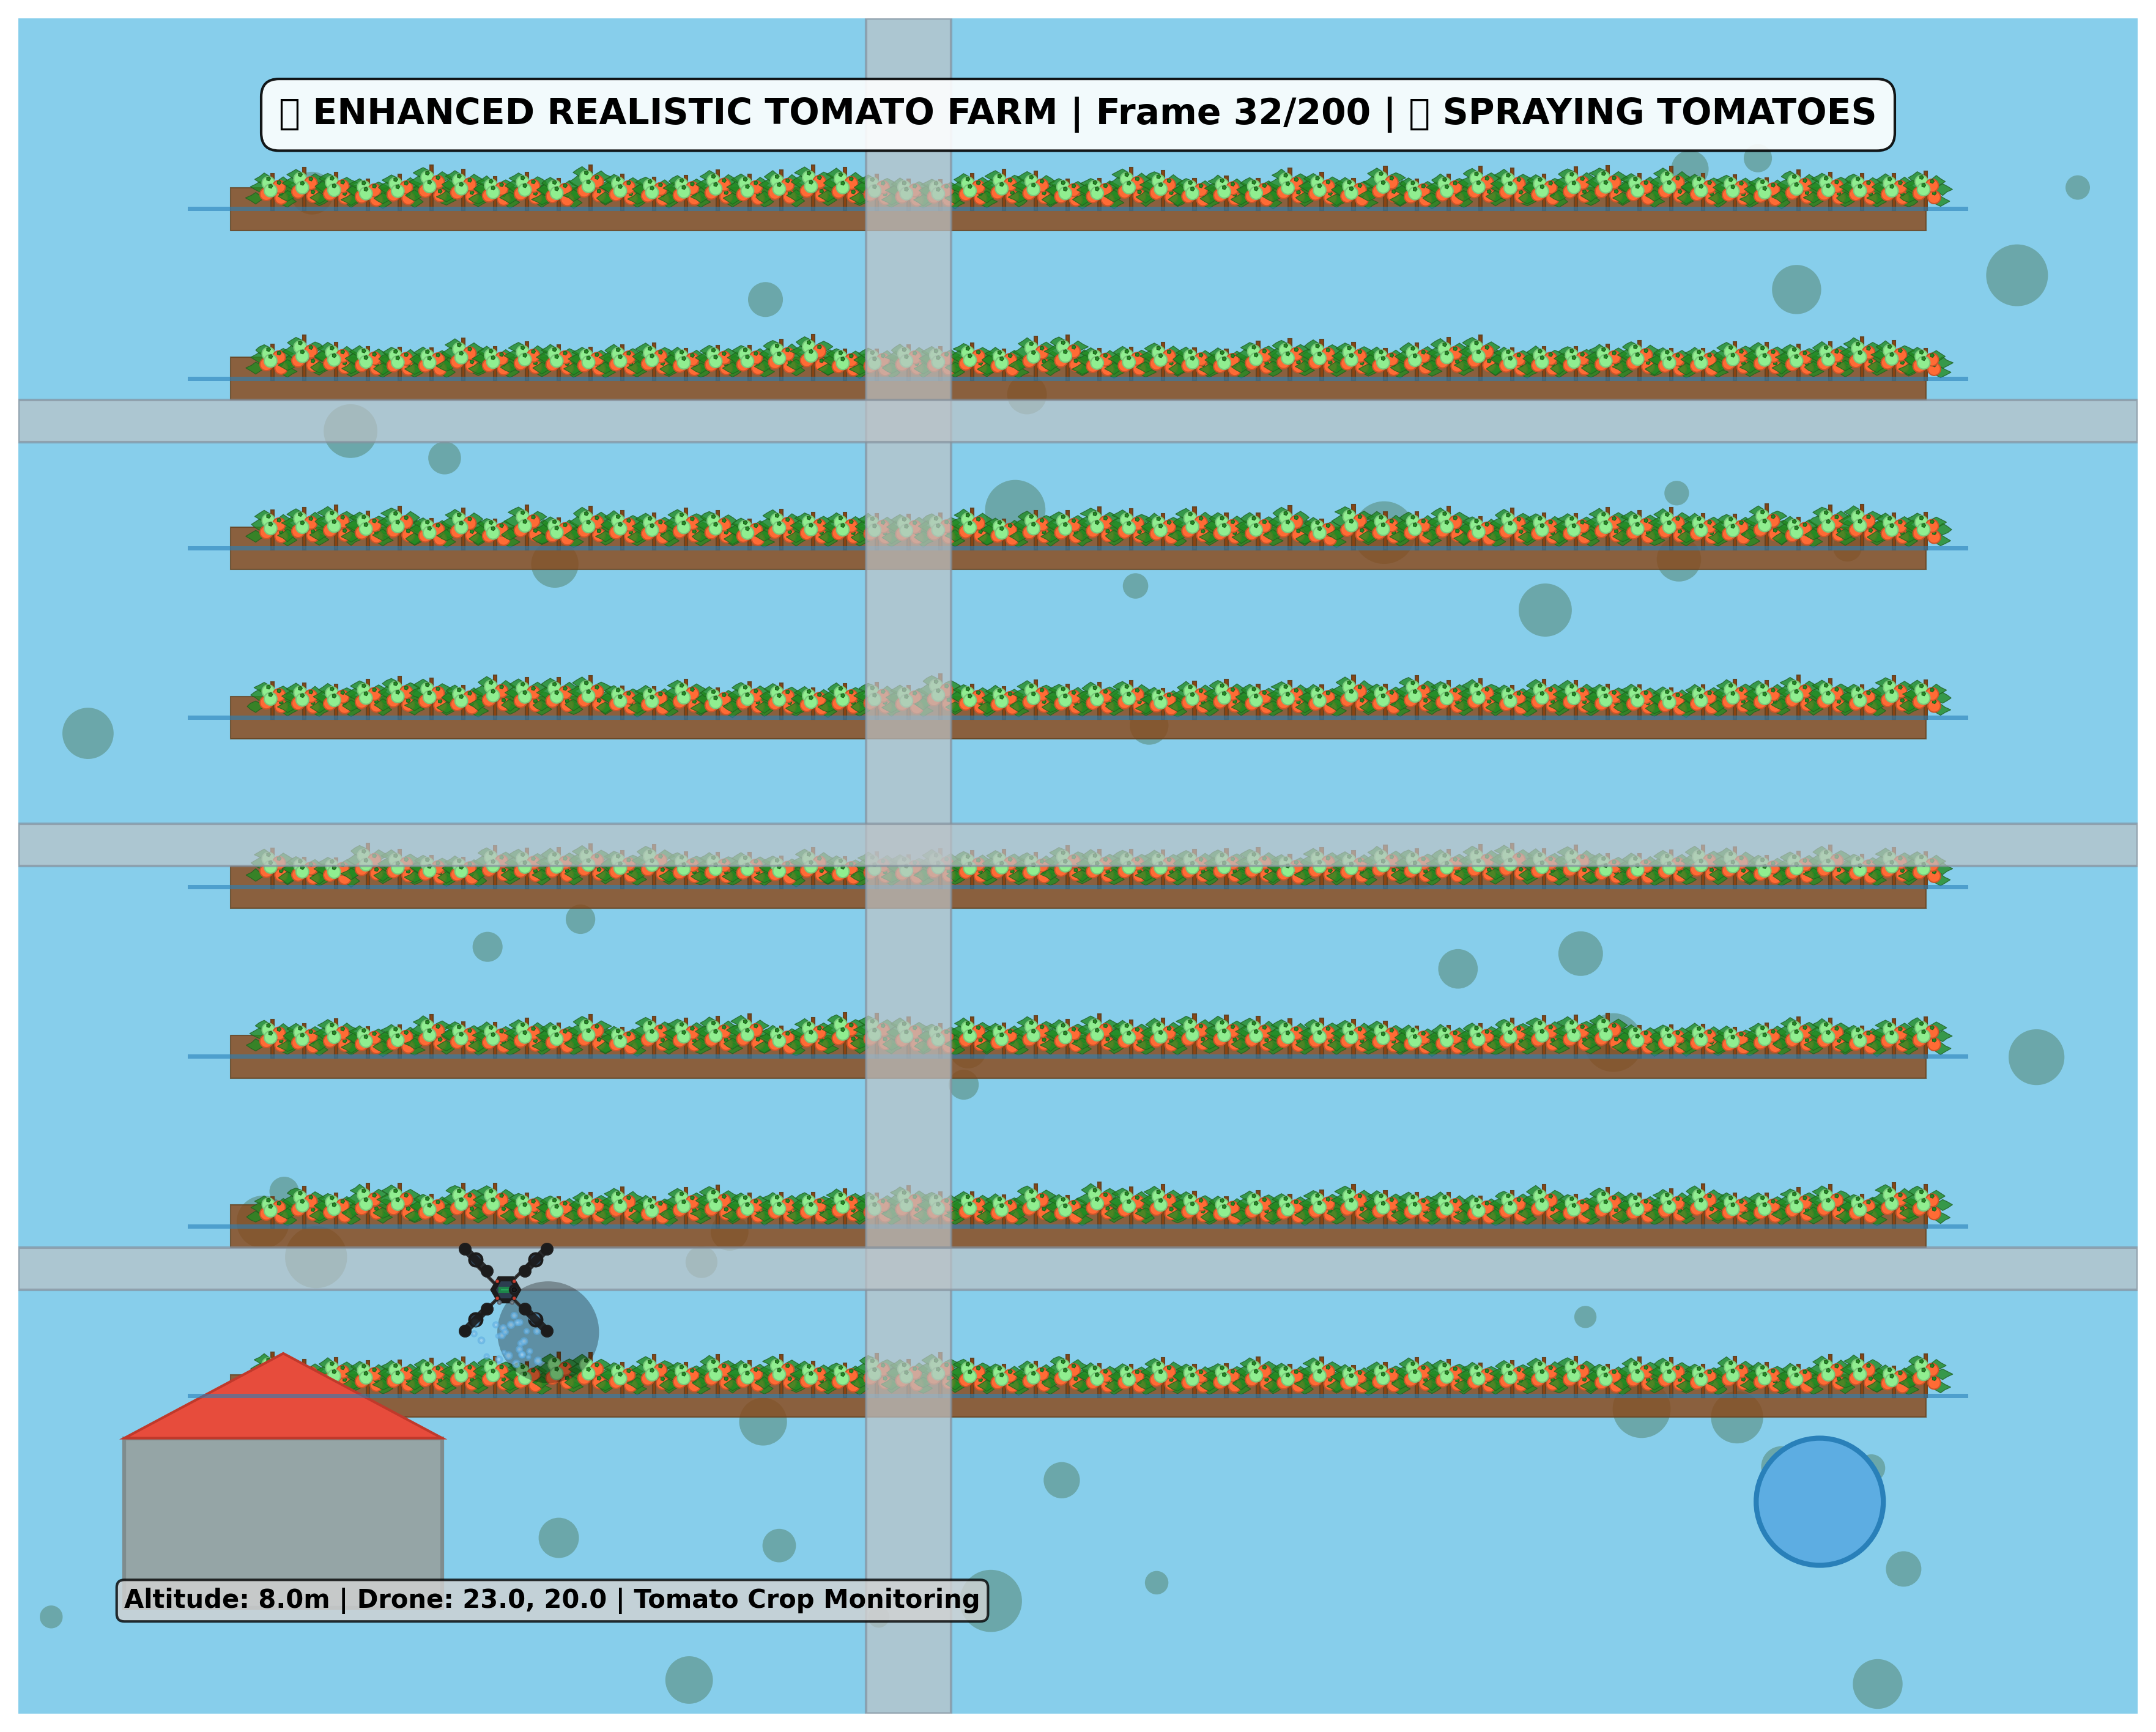 ▯ ENHANCED REALISTIC TOMATO FARM | Frame 32/200 | ▯ SPRAYING TOMATOES
Altitude: 8.0m | Drone: 23.0, 20.0 | Tomato Crop Monitoring